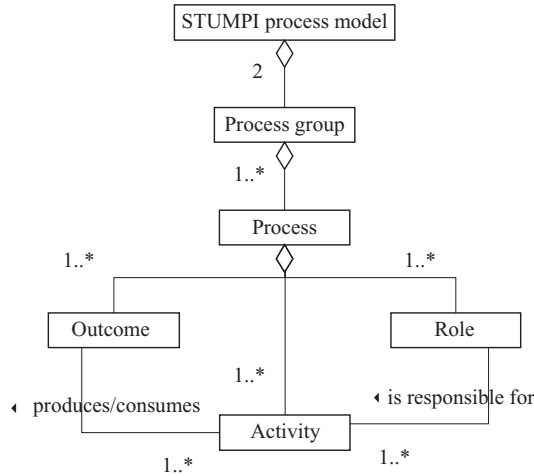 STUMPI process model
2
Process group
1..*
Process
1..*
1..*
Outcome
Role
1..*
produces/consumes
is responsible for
Activity
1..*
1..*